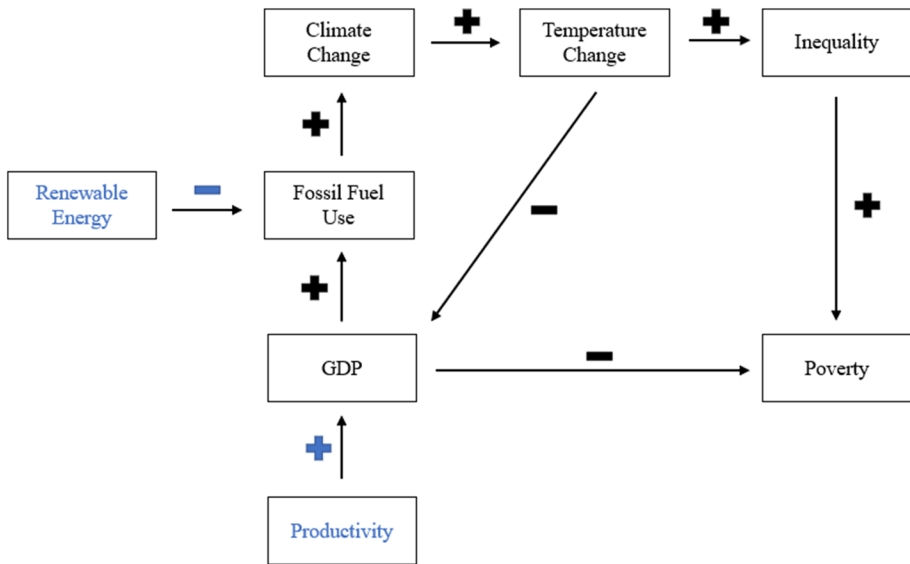 Climate
Change
Temperature
Change
Inequality
Renewable
Energy
Fossil Fuel
Use
GDP
Poverty
Productivity